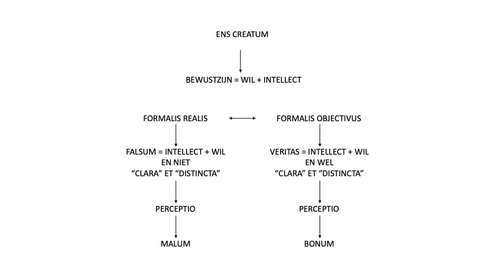 ENS CREATUM
BEWUSTZIJN = WIL + INTELLECT
FORMALIS REALIS
FORMALIS OBJECTIVUS
FALSUM = INTELLECT + WIL
EN NIET
“CLARA” ET “DISTINCTA”
VERITAS = INTELLECT + WIL
EN WEL
“CLARA” ET “DISTINCTA”
PERCEPTIO
PERCEPTIO
MALUM
BONUM